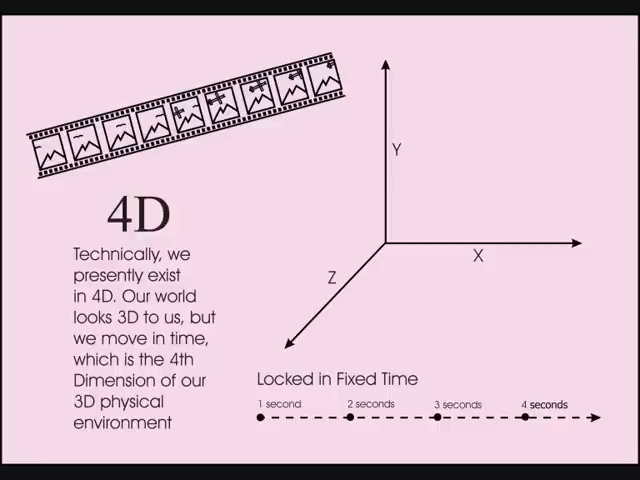 4D
Technically, we
presently exist
in 4D. Our world
looks 3D to us, but
we move in time,
which is the 4th
Dimension of our
3D physical
environment
Y
X
Z
Locked in Fixed Time
1 second 2 seconds 3 seconds 4 seconds